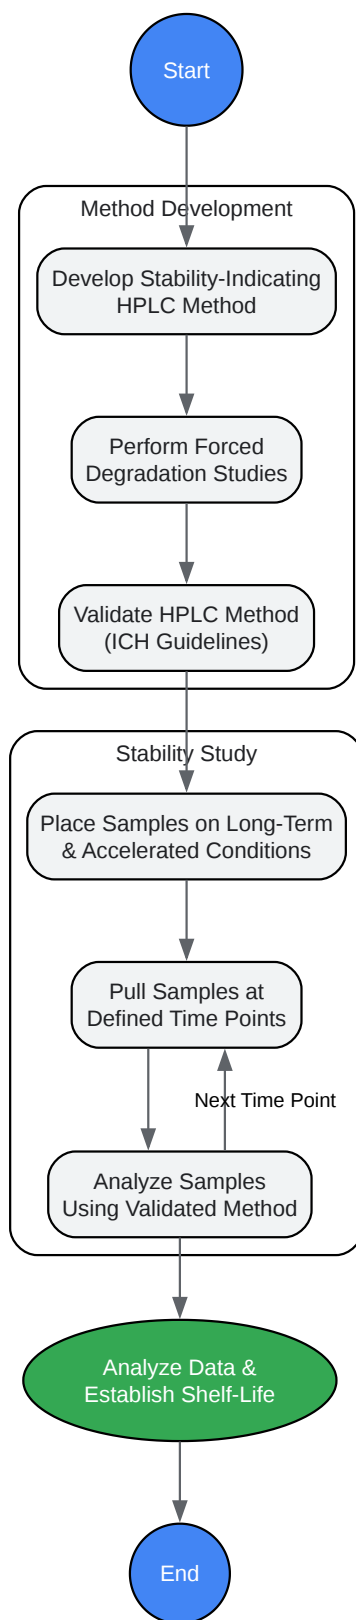 Start
Method Development
Develop Stability-Indicating
HPLC Method
Perform Forced
Degradation Studies
Validate HPLC Method
(ICH Guidelines)
Stability Study
Place Samples on Long-Term
& Accelerated Conditions
Pull Samples at
Defined Time Points
Next Time Point
Analyze Samples
Using Validated Method
Analyze Data &
Establish Shelf-Life
End